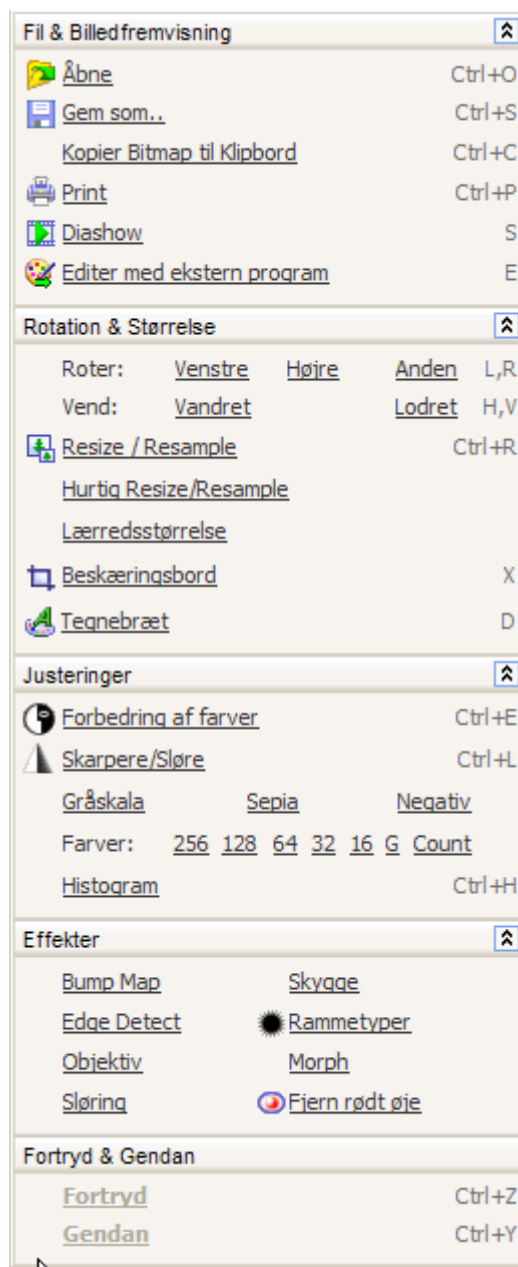 Fil & Billedfremvisning
Åbne Ctrl+O
Gem som.. Ctrl+S
Kopier Bitmap til Klipbord Ctrl+C
Print Ctrl+P
Diashow S
Editer med ekstern program E
Rotation & Størrelse
Roter: Venstre Højre Anden L,R
Vend: Vandret Lodret H,V
Resize / Resample Ctrl+R
Hurtig Resize/Resample
Lærredsstørrelse
Beskæringsbord X
Tegnebræt D
Justeringer
Forbedring af farver Ctrl+E
Skarpere/Sløre Ctrl+L
Gråskala Sepia Negativ
Farver: 256 128 64 32 16 G Count
Histogram Ctrl+H
Effekter
Bump Map Skygge
Edge Detect Rammetyper
Objektiv Morph
Sløring Fjern rødt øje
Fortryd & Gendan
Fortryd Ctrl+Z
Gendan Ctrl+Y